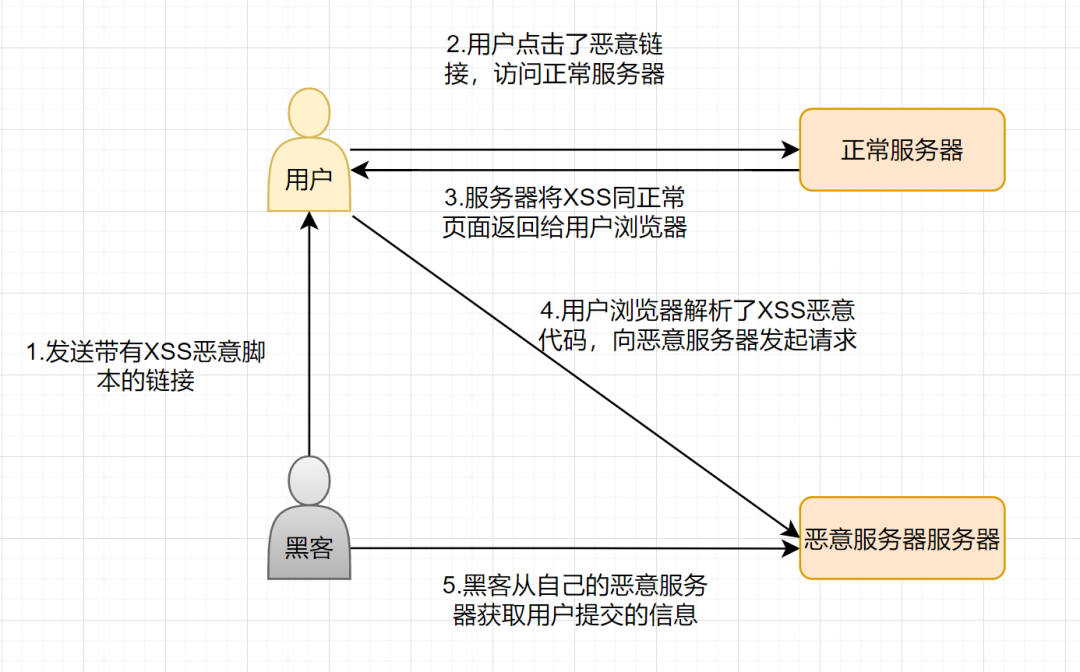 2.用户点击了恶意链
接，访问正常服务器
正常服务器
用户
3.服务器将XSS同正常
页面返回给用户浏览器
4.用户浏览器解析了XSS恶意
代码，向恶意服务器发起请求
1.发送带有XSS恶意脚
本的链接
黑客
恶意服务器服务器
5.黑客从自己的恶意服务
器获取用户提交的信息